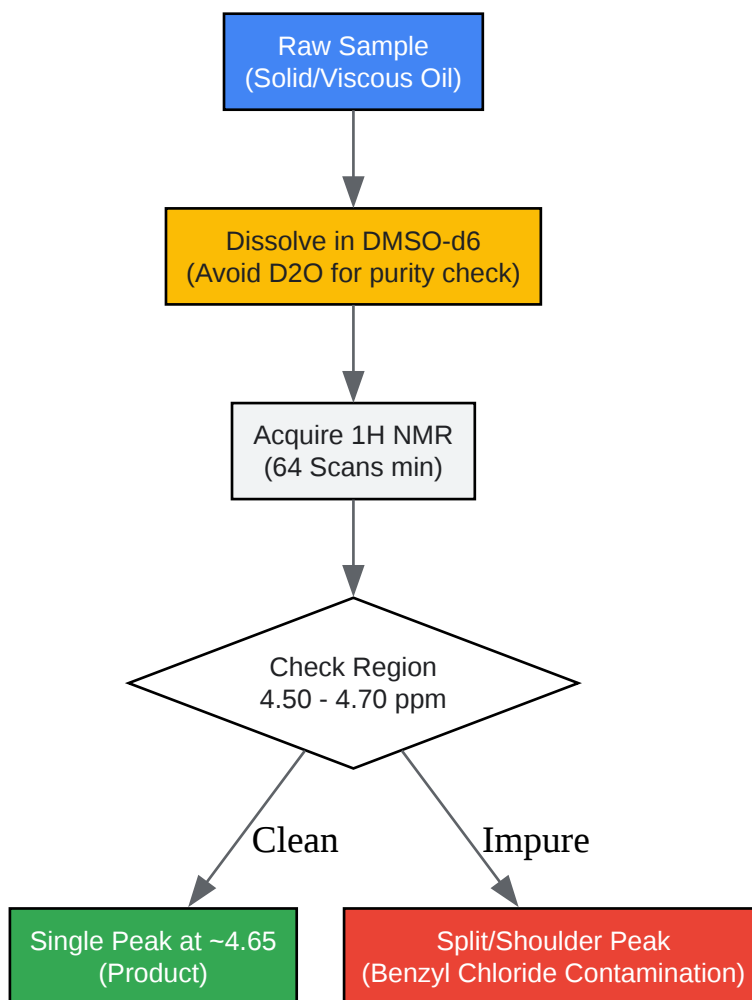 Raw Sample
(Solid/Viscous Oil)
Dissolve in DMSO-d6
(Avoid D2O for purity check)
Acquire 1H NMR
(64 Scans min)
Check Region
4.50 - 4.70 ppm
Clean
Impure
Single Peak at ~4.65
(Product)
Split/Shoulder Peak
(Benzyl Chloride Contamination)